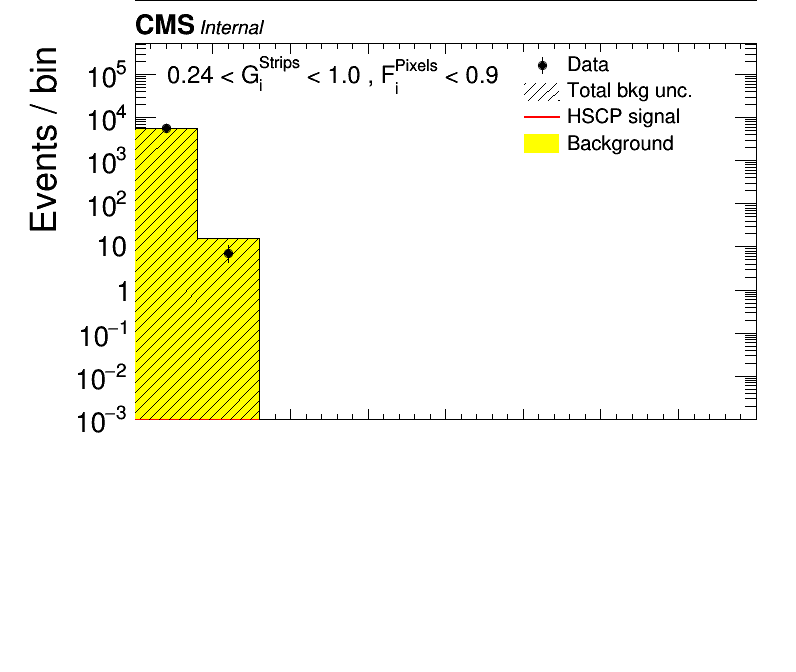 CMS Internal
Events / bin
0.24 < G_i^Strips < 1.0 , F_i^Pixels < 0.9
Data
Total bkg unc.
HSCP signal
Background
10^5
10^4
10^3
10^2
10
1
10^−1
10^−2
10^−3